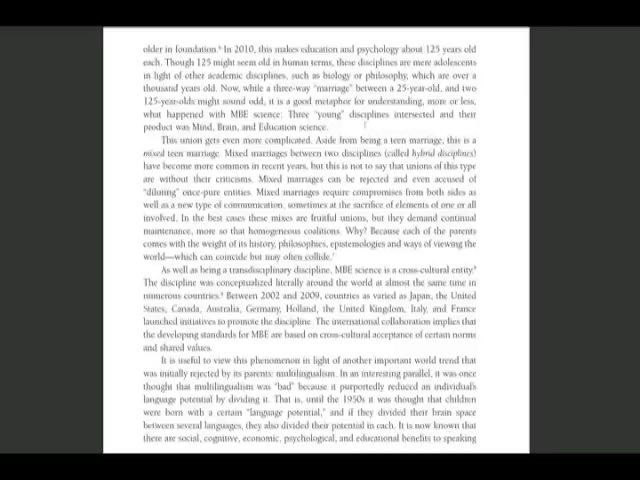 older in foundation.⁶ In 2010, this makes education and psychology about 125 years old
each. Though 125 might seem old in human terms, these disciplines are mere adolescents
in light of other academic disciplines, such as biology or philosophy, which are over a
thousand years old. Now, while a three-way “marriage” between a 25-year-old, and two
125-year-olds might sound odd, it is a good metaphor for understanding, more or less,
what happened with MBE science: Three “young” disciplines intersected and their
product was Mind, Brain, and Education science.
This union gets even more complicated. Aside from being a teen marriage, this is a
mixed teen marriage. Mixed marriages between two disciplines (called hybrid disciplines)
have become more common in recent years, but this is not to say that unions of this type
are without their criticisms. Mixed marriages can be rejected and even accused of
“diluting” once-pure entities. Mixed marriages require compromises from both sides as
well as a new type of communication, sometimes at the sacrifice of elements of one or all
involved. In the best cases these mixes are fruitful unions, but they demand continual
maintenance, more so that homogeneous coalitions. Why? Because each of the parents
comes with the weight of its history, philosophies, epistemologies and ways of viewing the
world—which can coincide but may often collide.⁷
As well as being a transdisciplinary discipline, MBE science is a cross-cultural entity.⁸
The discipline was conceptualized literally around the world at almost the same time in
numerous countries.⁹ Between 2002 and 2009, countries as varied as Japan, the United
States, Canada, Australia, Germany, Holland, the United Kingdom, Italy, and France
launched initiatives to promote the discipline. The international collaboration implies that
the developing standards for MBE are based on cross-cultural acceptance of certain norms
and shared values.
It is useful to view this phenomenon in light of another important world trend that
was initially rejected by its parents: multilingualism. In an interesting parallel, it was once
thought that multilingualism was “bad” because it purportedly reduced an individual’s
language potential by dividing it. That is, until the 1950s it was thought that children
were born with a certain “language potential,” and if they divided their brain space
between several languages, they also divided their potential in each. It is now known that
there are social, cognitive, economic, psychological, and educational benefits to speaking